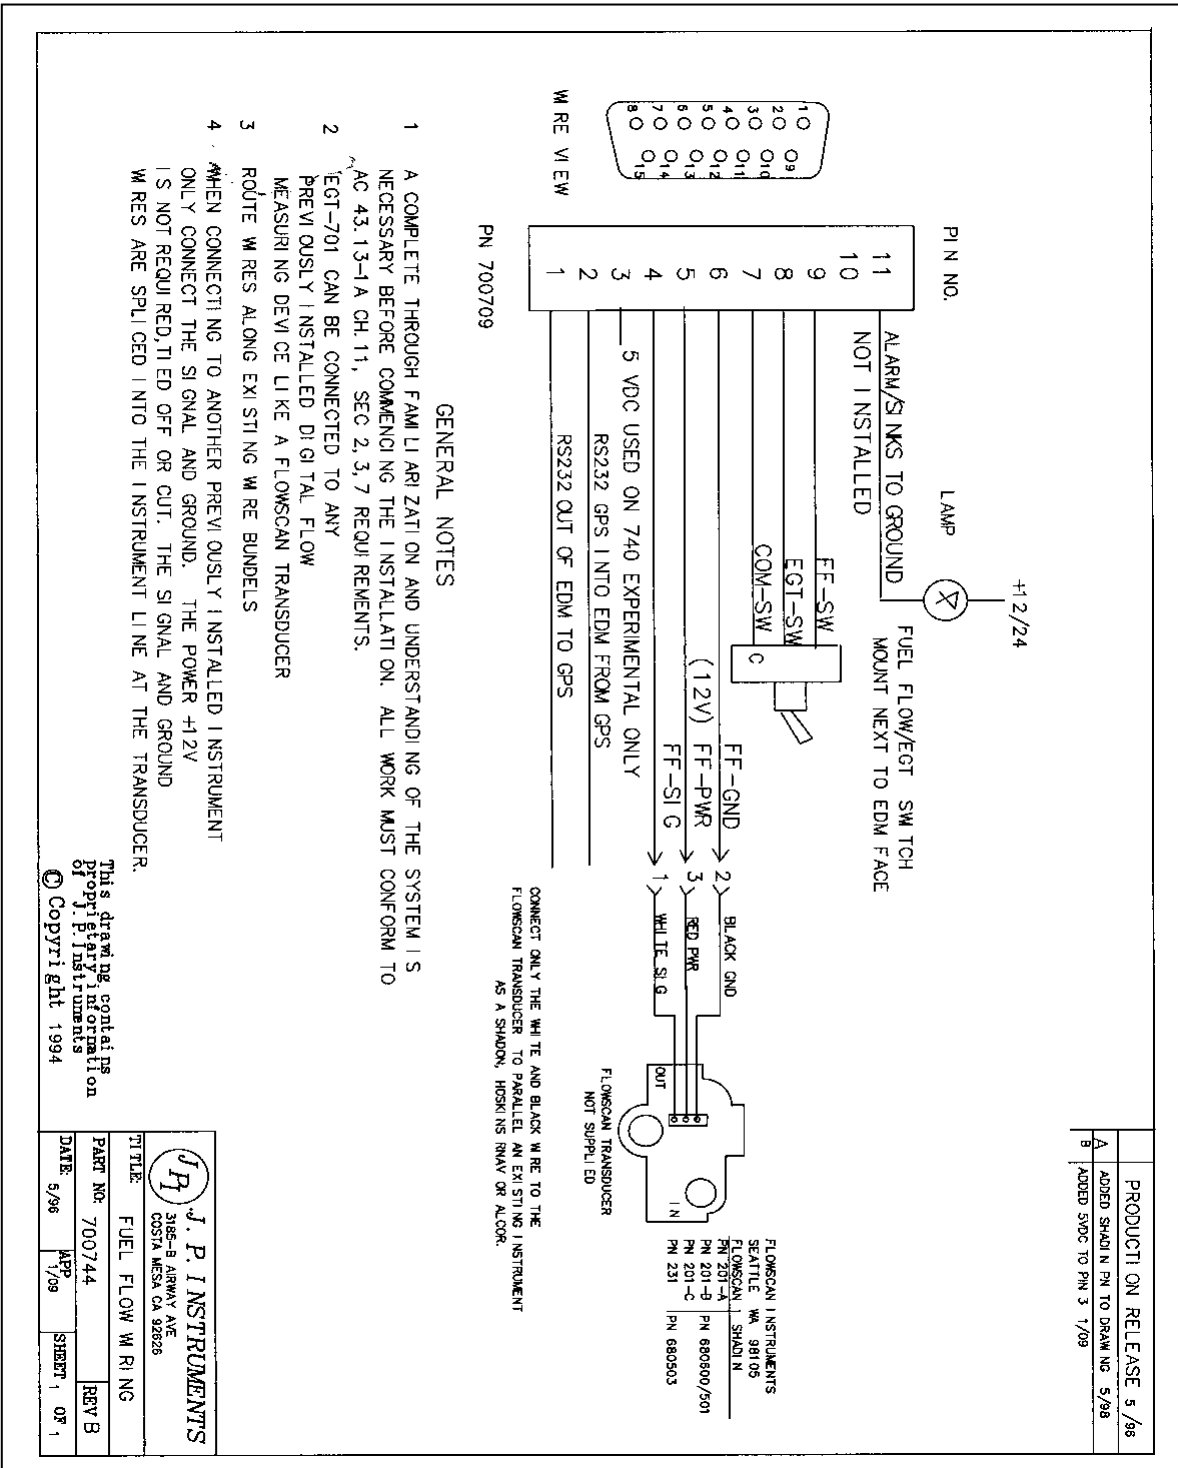 PRODUCTION RELEASE 5/96
A ADDED SHADIN PN TO DRAWING 5/98
B ADDED 5VDC TO PIN 3 1/09
+12/24
LAMP
PIN NO.
11 ALARM/SINKS TO GROUND
10 NOT INSTALLED
9 FF-SW
8 EGT-SW
7 COM-SW
6 FF-GND
5 (12V) FF-PWR
4 FF-SIG
3 5 VDC USED ON 740 EXPERIMENTAL ONLY
2 RS232 GPS INTO EDM FROM GPS
1 RS232 OUT OF EDM TO GPS
C
FUEL FLOW/EGT SWITCH
MOUNT NEXT TO EDM FACE
2 BLACK GND
3 RED PWR
1 WHITE SIG
OUT
IN
FLOWSCAN TRANSDUCER
NOT SUPPLIED
FLOWSCAN INSTRUMENTS
SEATTLE WA 98105
FLOWSCAN SHADIN
PN 201-A
PN 201-B PN 680600/501
PN 201-C
PN 231 PN 680503
1 2 3 4 5 6 7 8
9 10 11 12 13 14 15
WIRE VIEW
PN 700709
CONNECT ONLY THE WHITE AND BLACK WIRE TO THE
FLOWSCAN TRANSDUCER TO PARALLEL AN EXISTING INSTRUMENT
AS A SHADON, HOSKINS RNAV OR ALCOR.
GENERAL NOTES
1 A COMPLETE THROUGH FAMILIARIZATION AND UNDERSTANDING OF THE SYSTEM IS
NECESSARY BEFORE COMMENCING THE INSTALLATION. ALL WORK MUST CONFORM TO
AC 43.13-1A CH.11, SEC 2,3,7 REQUIREMENTS.
2 EGT-701 CAN BE CONNECTED TO ANY
PREVIOUSLY INSTALLED DIGITAL FLOW
MEASURING DEVICE LIKE A FLOWSCAN TRANSDUCER
3 ROUTE WIRES ALONG EXISTING WIRE BUNDELS
4 WHEN CONNECTING TO ANOTHER PREVIOUSLY INSTALLED INSTRUMENT
ONLY CONNECT THE SIGNAL AND GROUND. THE POWER +12V
IS NOT REQUIRED, TIED OFF OR CUT. THE SIGNAL AND GROUND
WIRES ARE SPLICED INTO THE INSTRUMENT LINE AT THE TRANSDUCER.
This drawing contains
proprietary information
of J.P.Instruments
© Copyright 1994
JPI J. P. INSTRUMENTS
3185-B AIRWAY AVE
COSTA MESA CA 92626
TITLE: FUEL FLOW WIRING
PART NO: 700744 REV B
DATE: 5/96 APP 1/09 SHEET 1 OF 1